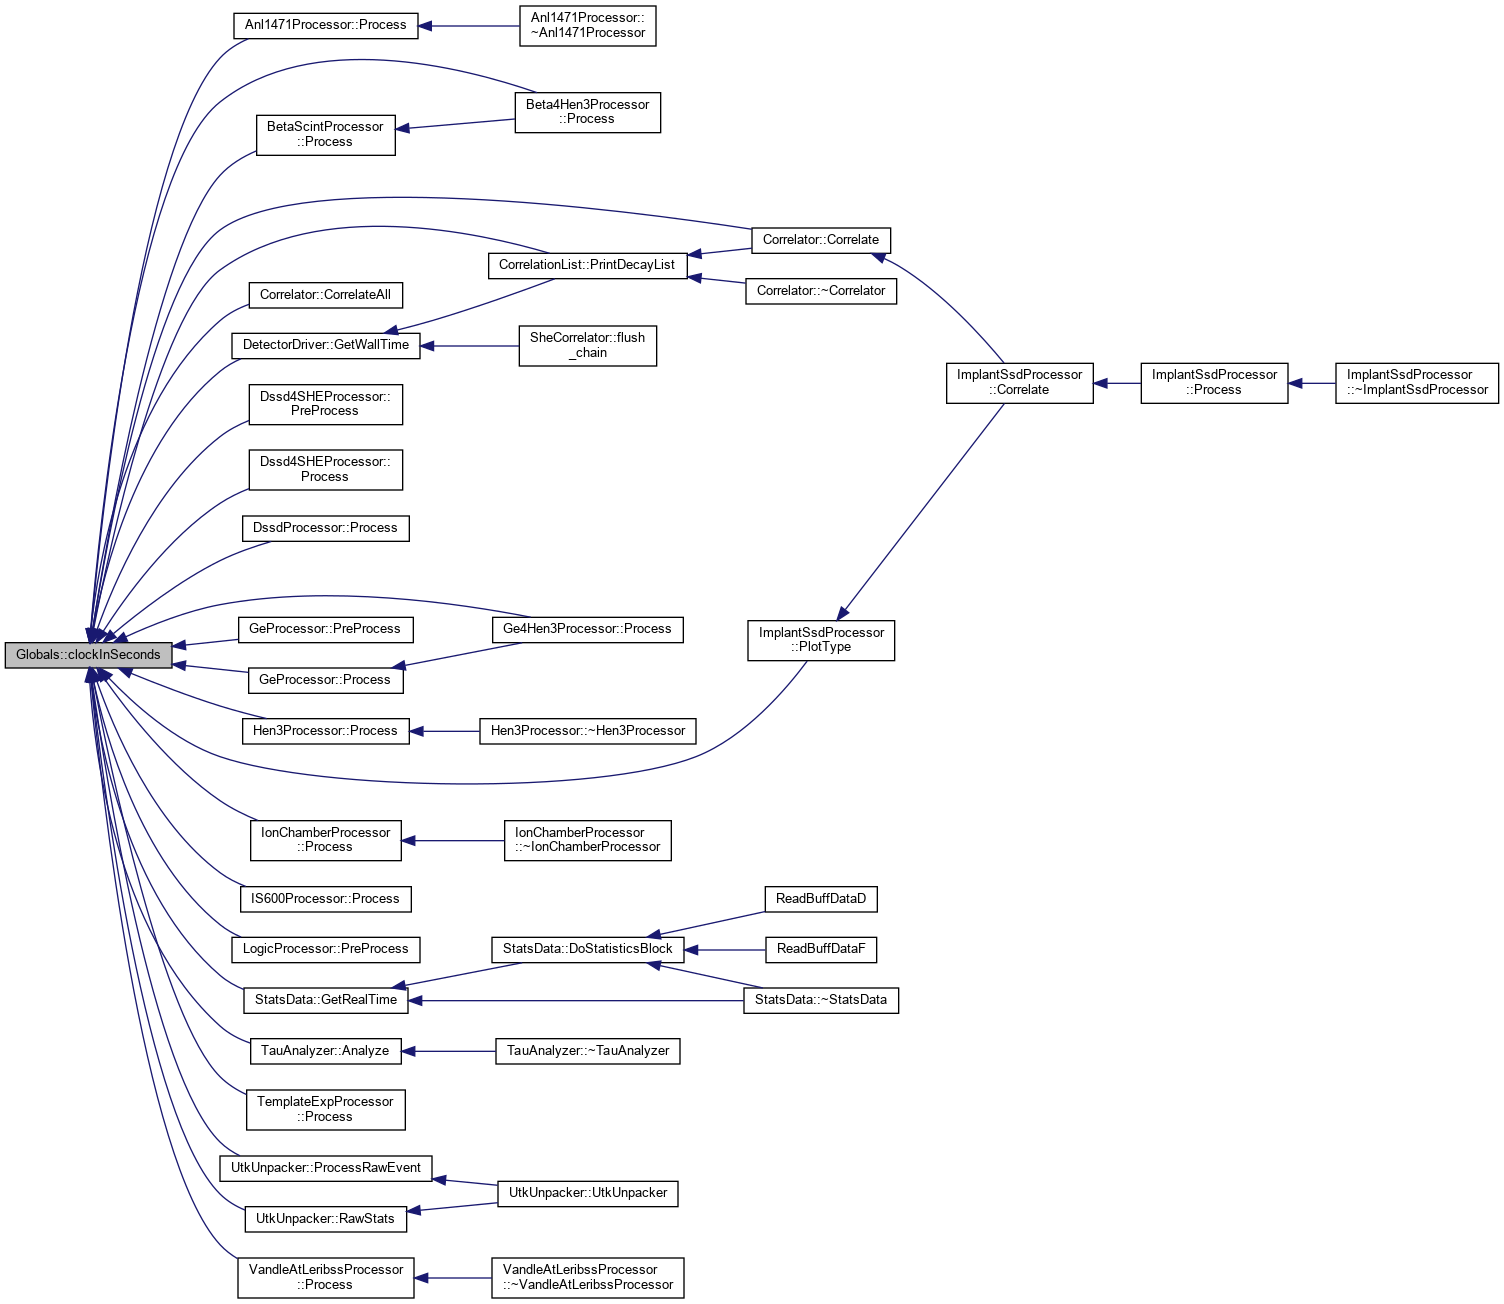 Anl1471Processor::Process
Anl1471Processor::
~Anl1471Processor
Beta4Hen3Processor
::Process
BetaScintProcessor
::Process
Correlator::Correlate
CorrelationList::PrintDecayList
Correlator::~Correlator
Correlator::CorrelateAll
DetectorDriver::GetWallTime
SheCorrelator::flush
_chain
ImplantSsdProcessor
::Correlate
ImplantSsdProcessor
::Process
ImplantSsdProcessor
::~ImplantSsdProcessor
Dssd4SHEProcessor::
PreProcess
Dssd4SHEProcessor::
Process
DssdProcessor::Process
GeProcessor::PreProcess
Ge4Hen3Processor::Process
ImplantSsdProcessor
::PlotType
Globals::clockInSeconds
GeProcessor::Process
Hen3Processor::Process
Hen3Processor::~Hen3Processor
IonChamberProcessor
::Process
IonChamberProcessor
::~IonChamberProcessor
IS600Processor::Process
ReadBuffDataD
LogicProcessor::PreProcess
StatsData::DoStatisticsBlock
ReadBuffDataF
StatsData::GetRealTime
StatsData::~StatsData
TauAnalyzer::Analyze
TauAnalyzer::~TauAnalyzer
TemplateExpProcessor
::Process
UtkUnpacker::ProcessRawEvent
UtkUnpacker::UtkUnpacker
UtkUnpacker::RawStats
VandleAtLeribssProcessor
::Process
VandleAtLeribssProcessor
::~VandleAtLeribssProcessor